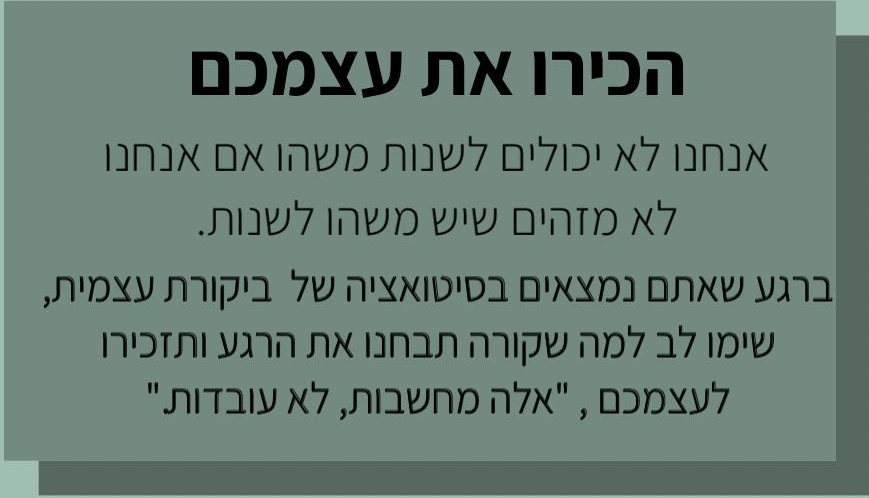 הכירו את עצמכם
אנחנו לא יכולים לשנות משהו אם אנחנו
לא מזהים שיש משהו לשנות.
ברגע שאתם נמצאים בסיטואציה של  ביקורת עצמית,
שימו לב למה שקורה תבחנו את הרגע ותזכירו
לעצמכם , "אלה מחשבות, לא עובדות."